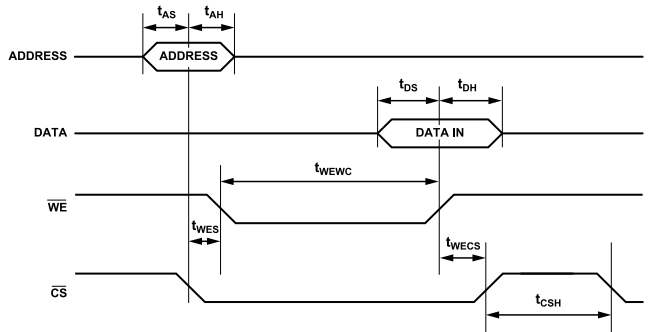 tAS tAH
ADDRESS ADDRESS
tDS tDH
DATA DATA IN
tWEWC
WE
tWES
tWECS
CS
tCSH